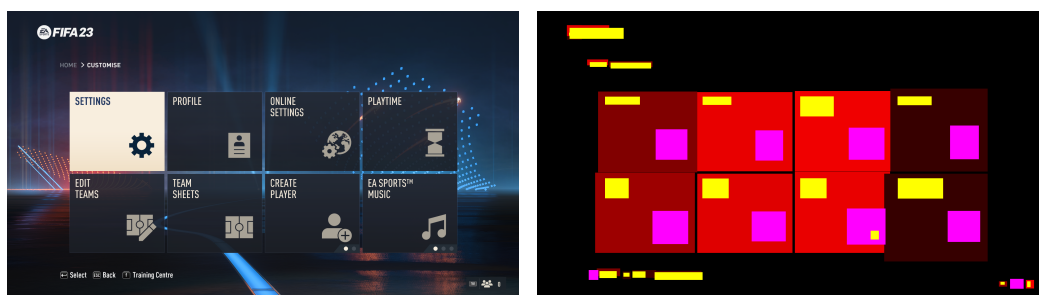 EA FIFA 23
HOME > CUSTOMISE
SETTINGS
PROFILE
ONLINE
SETTINGS
PLAYTIME
EDIT
TEAMS
TEAM
SHEETS
CREATE
PLAYER
EA SPORTS™
MUSIC
Select
Back
Training Centre
0